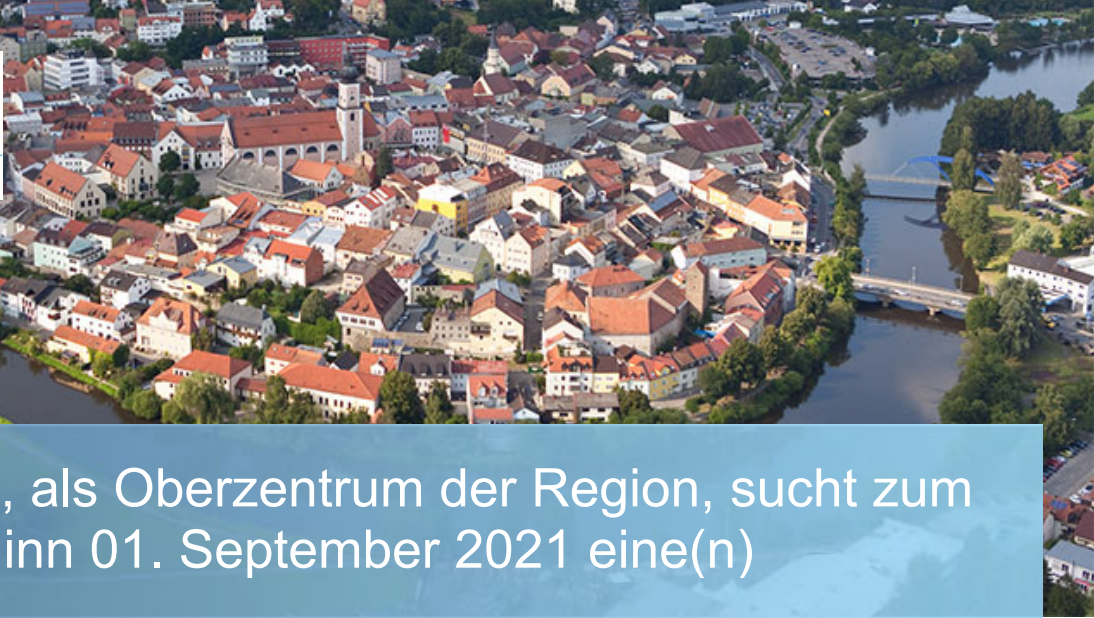 , als Oberzentrum der Region, sucht zum
inn 01. September 2021 eine(n)